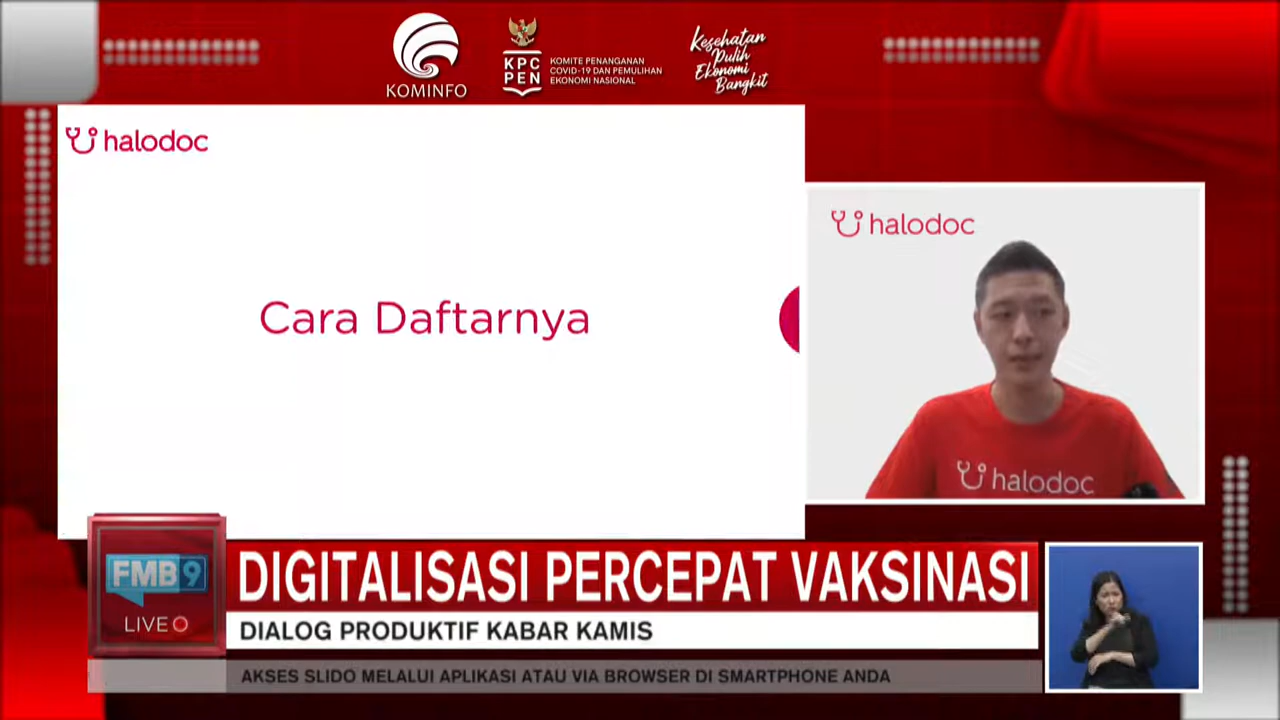 KOMINFO
KPC
PEN
KOMITE PENANGANAN
COVID-19 DAN PEMULIHAN
EKONOMI NASIONAL
Kesehatan
Pulih
Ekonomi
Bangkit
halodoc
Cara Daftarnya
halodoc
halodoc
FMB9
LIVE
DIGITALISASI PERCEPAT VAKSINASI
DIALOG PRODUKTIF KABAR KAMIS
AKSES SLIDO MELALUI APLIKASI ATAU VIA BROWSER DI SMARTPHONE ANDA